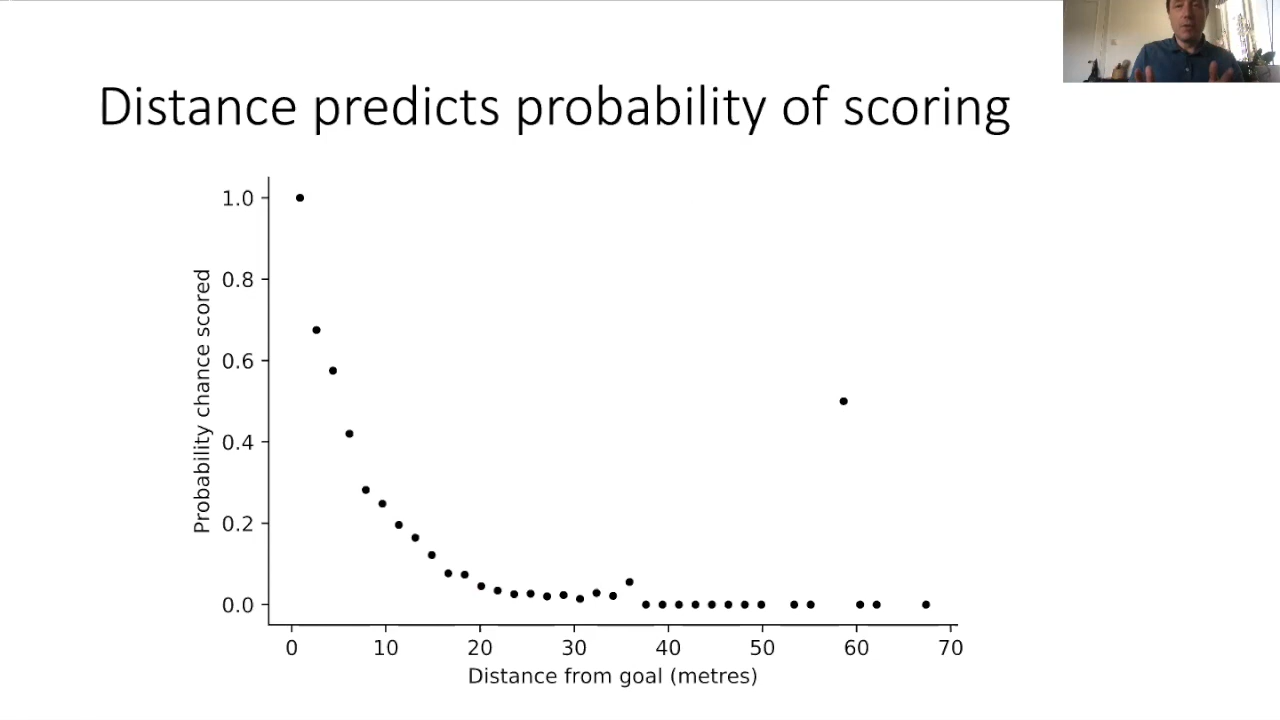 Distance predicts probability of scoring
1.0
0.8
0.6
0.4
0.2
0.0
Probability chance scored
0 10 20 30 40 50 60 70
Distance from goal (metres)